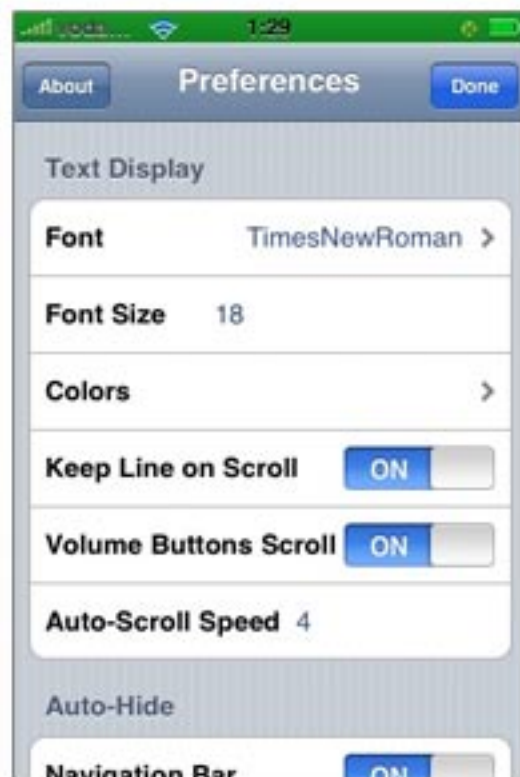 1:29
About Preferences Done
Text Display
Font TimesNewRoman >
Font Size 18
Colors >
Keep Line on Scroll ON
Volume Buttons Scroll ON
Auto-Scroll Speed 4
Auto-Hide
Navigation Bar ON